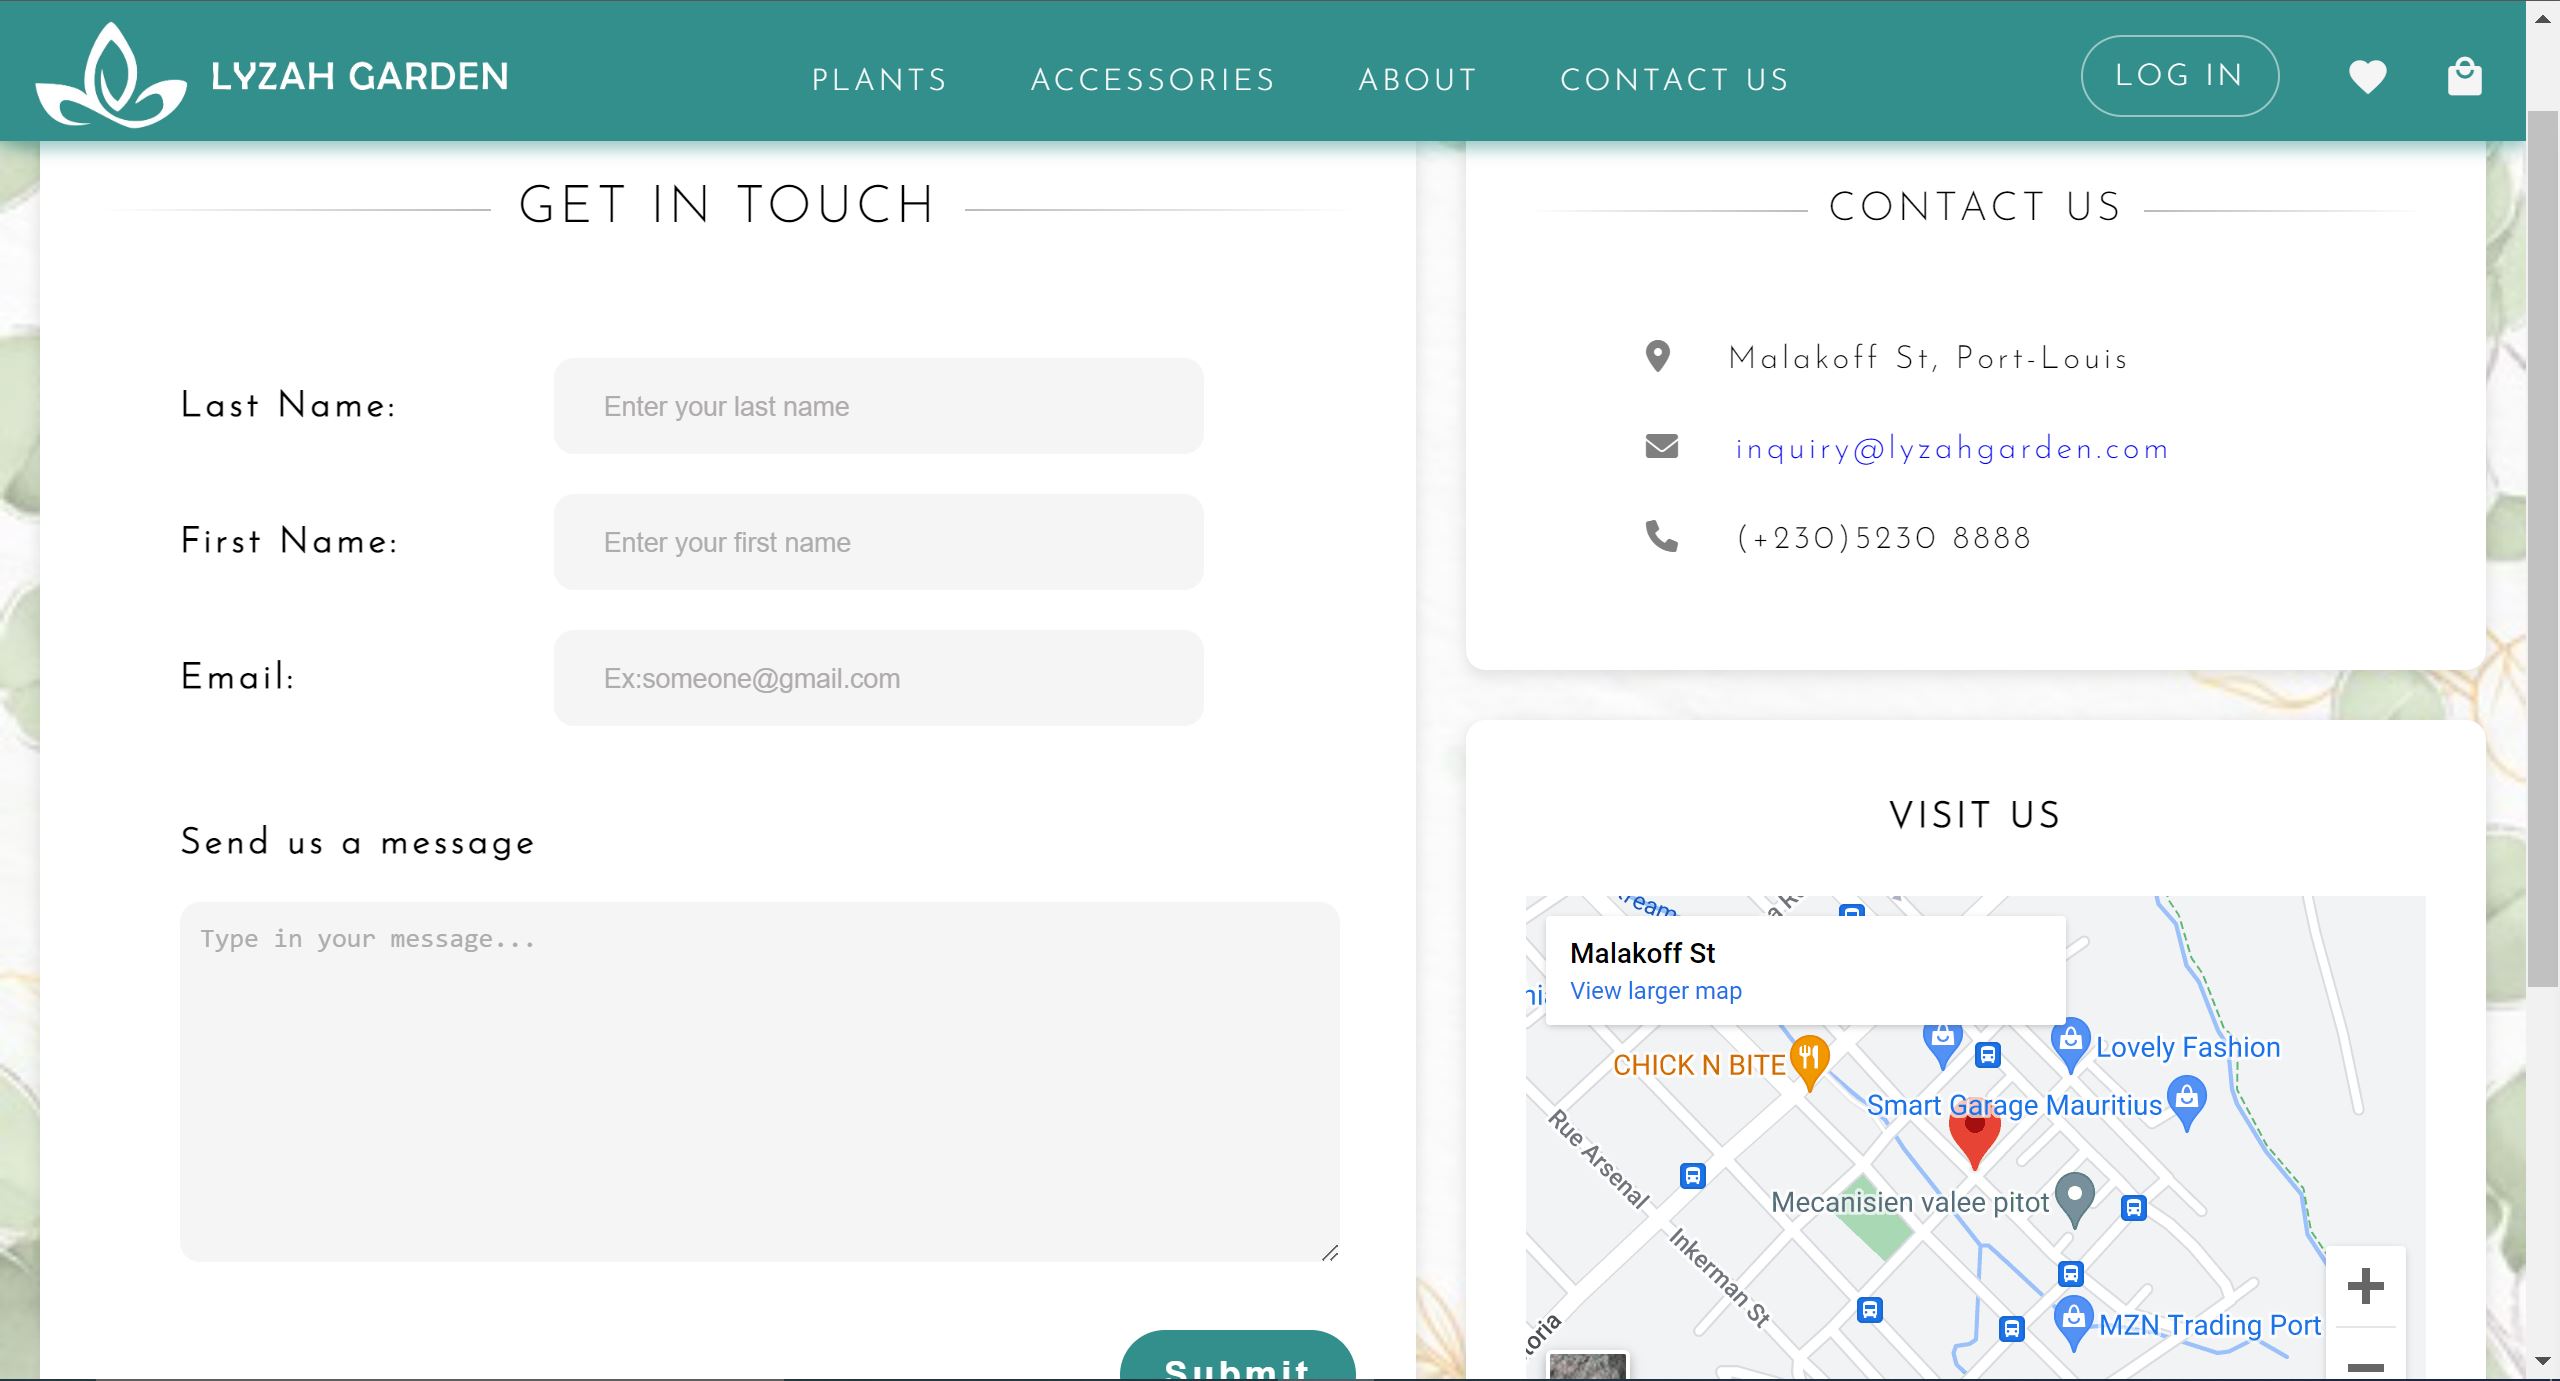 LYZAH GARDEN
PLANTS
ACCESSORIES
ABOUT
CONTACT US
LOG IN
GET IN TOUCH
Last Name:
Enter your last name
First Name:
Enter your first name
Email:
Ex:someone@gmail.com
Send us a message
Type in your message...
Submit
CONTACT US
Malakoff St, Port-Louis
inquiry@lyzahgarden.com
(+230)5230 8888
VISIT US
Malakoff St
View larger map
CHICK N BITE
Lovely Fashion
Smart Garage Mauritius
Rue Arsenal
Mecanisien valee pitot
Inkerman St
MZN Trading Port